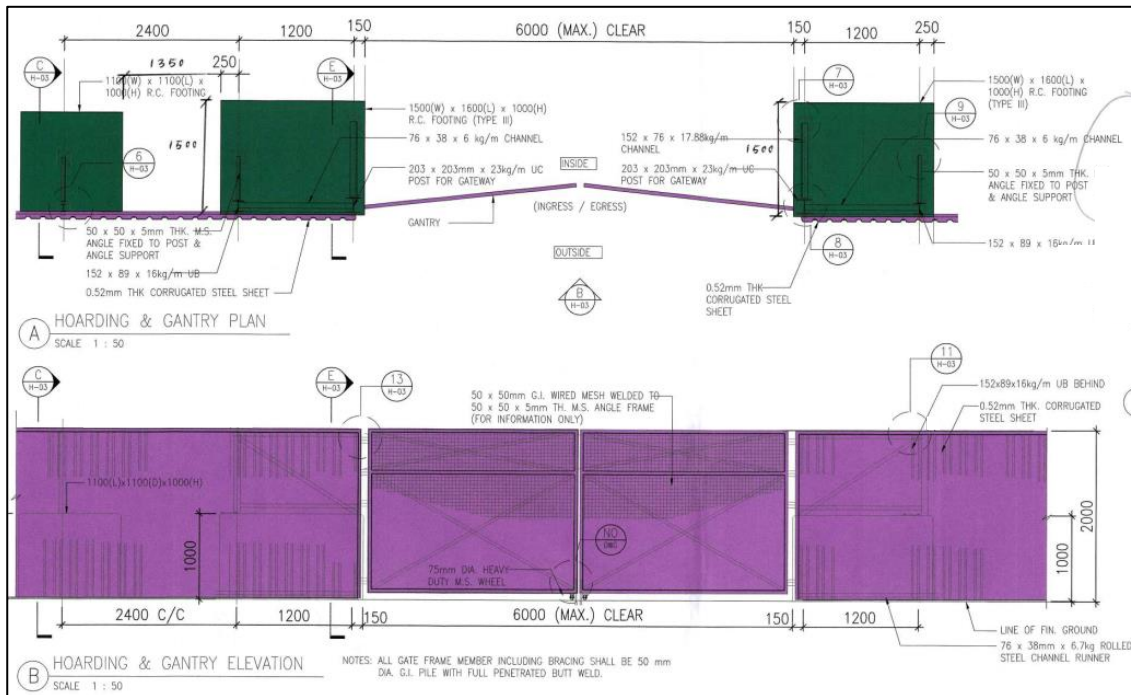 2400
1200
150
6000 (MAX.) CLEAR
150
1200
250
C
H-03
1350
250
E
H-03
7
H-03
1100(W) x 1100(L) x
1000(H) R.C. FOOTING
1500(W) x 1600(L) x 1000(H)
R.C. FOOTING (TYPE III)
76 x 38 x 6 kg/m CHANNEL
203 x 203mm x 23kg/m UC
POST FOR GATEWAY
GANTRY
1500
6
H-03
INSIDE
(INGRESS / EGRESS)
OUTSIDE
B
H-03
152 x 76 x 17.88kg/m
CHANNEL
203 x 203mm x 23kg/m UC
POST FOR GATEWAY
1500
9
H-03
1500(W) x 1600(L) x
1000(H) R.C. FOOTING
(TYPE III)
76 x 38 x 6 kg/m CHANNEL
50 x 50 x 5mm THK.
ANGLE FIXED TO POST
& ANGLE SUPPORT
152 x 89 x 16kg/m U
8
H-03
0.52mm THK
CORRUGATED STEEL
SHEET
50 x 50 x 5mm THK. M.S.
ANGLE FIXED TO POST &
ANGLE SUPPORT
152 x 89 x 16kg/m UB
0.52mm THK CORRUGATED STEEL SHEET
A
HOARDING & GANTRY PLAN
SCALE 1 : 50
C
H-03
E
H-03
13
H-03
50 x 50mm G.I. WIRED MESH WELDED TO
50 x 50 x 5mm TH. M.S. ANGLE FRAME
(FOR INFORMATION ONLY)
11
H-03
152x89x16kg/m UB BEHIND
0.52mm THK. CORRUGATED
STEEL SHEET
1100(L)x1100(D)x1000(H)
1000
NO
DWG
75mm DIA. HEAVY
DUTY M.S. WHEEL
1000
2000
2400 C/C
1200
150
6000 (MAX.) CLEAR
150
1200
LINE OF FIN. GROUND
76 x 38mm x 6.7kg ROLLED
STEEL CHANNEL RUNNER
B
HOARDING & GANTRY ELEVATION
SCALE 1 : 50
NOTES: ALL GATE FRAME MEMBER INCLUDING BRACING SHALL BE 50 mm
DIA. G.I. PILE WITH FULL PENETRATED BUTT WELD.